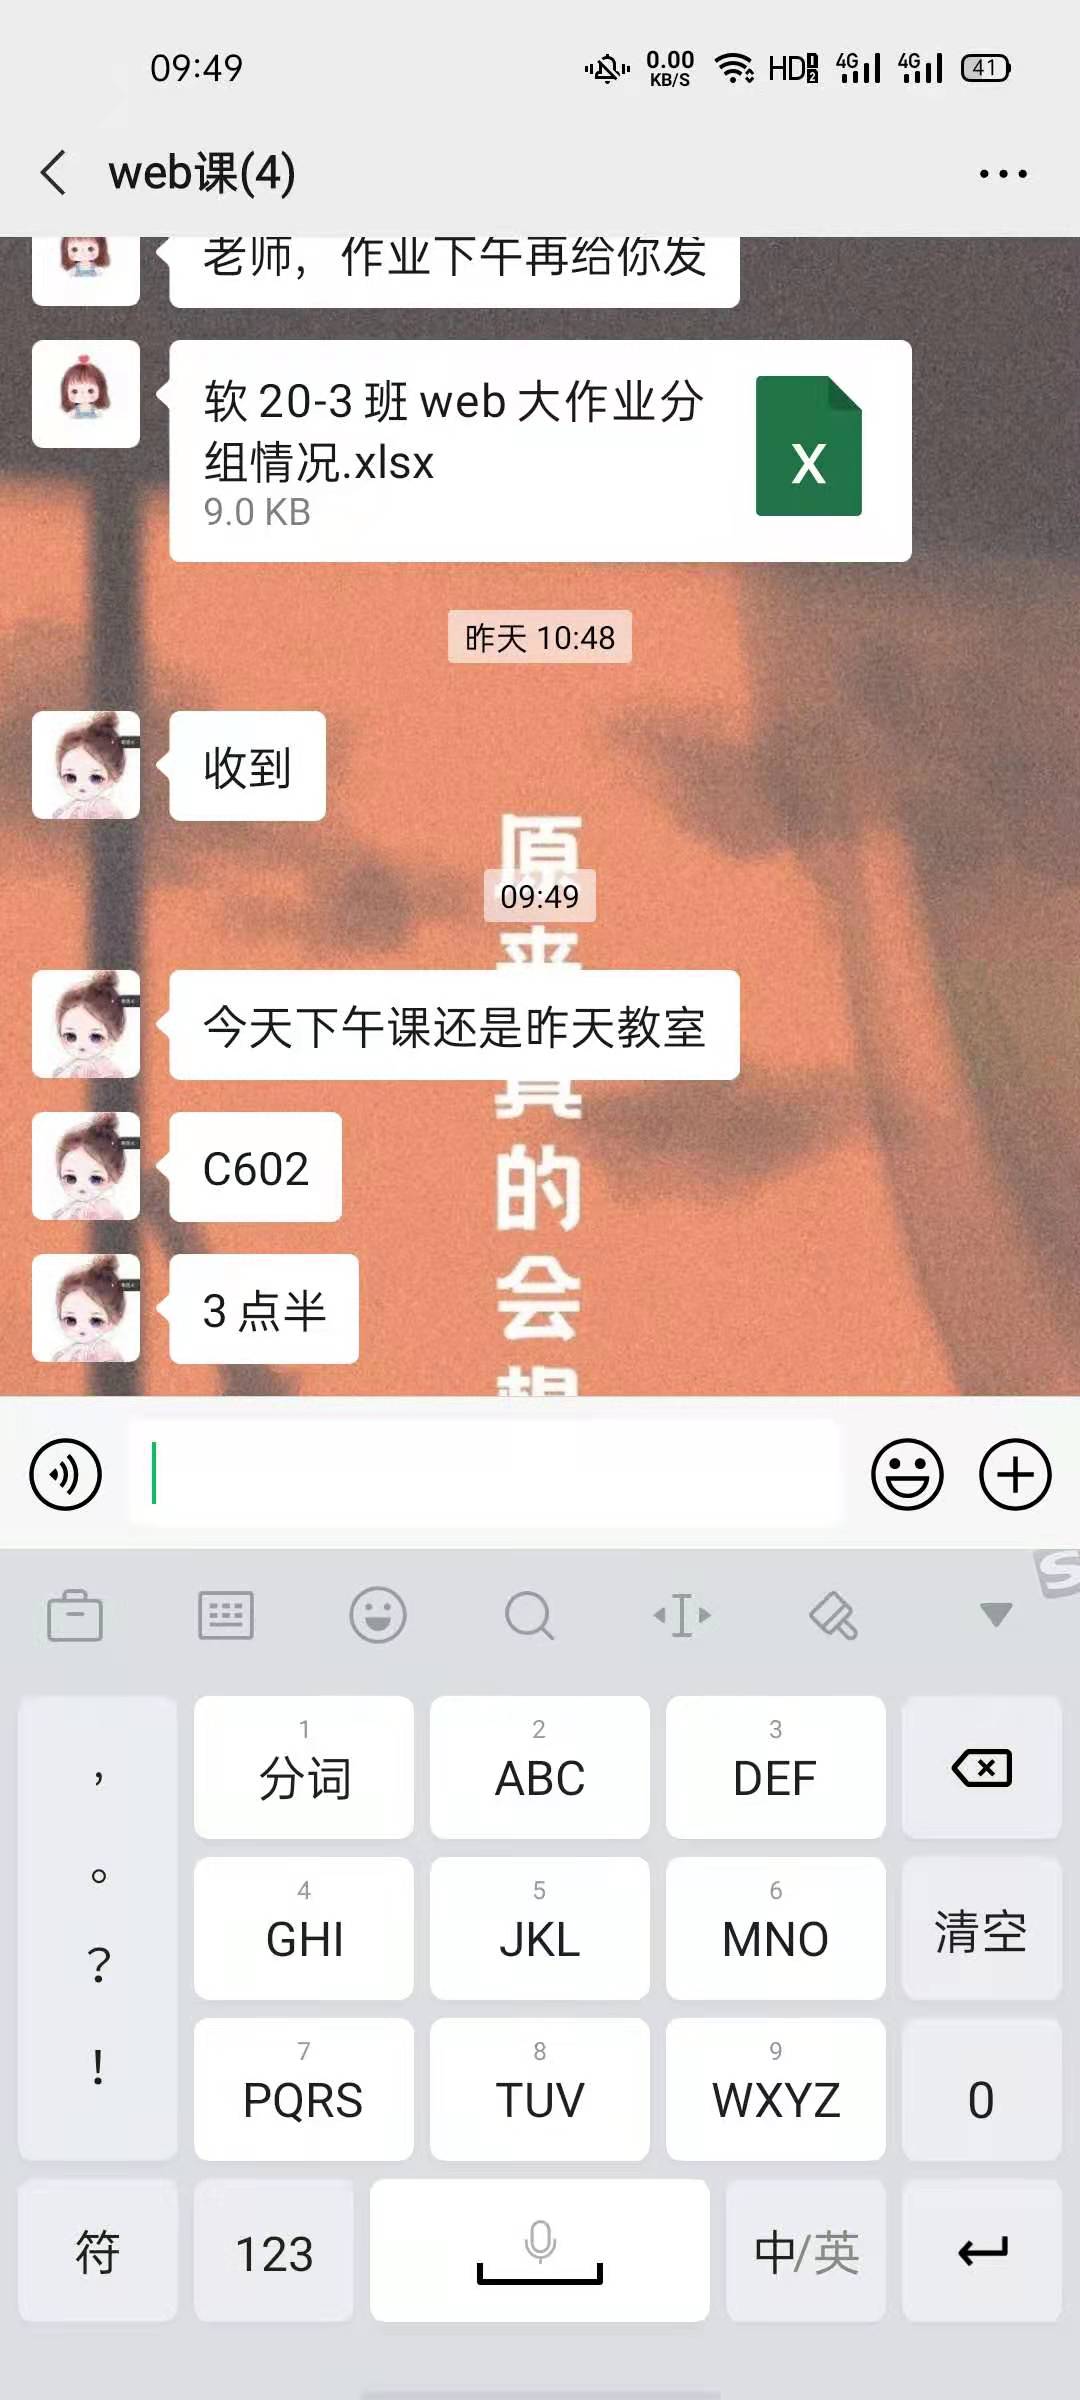 09:49
0.00
KB/S
HD
1
2
4G
4G
41
web课(4)
老师，作业下午再给你发
软 20-3 班 web 大作业分
组情况.xlsx
9.0 KB
X
昨天 10:48
收到
原
09:49
来
今天下午课还是昨天教室
真
的
C602
会
3 点半
想
S
，
。
？
！
1
分词
2
ABC
3
DEF
4
GHI
5
JKL
6
MNO
清空
7
PQRS
8
TUV
9
WXYZ
0
符
123
中/英